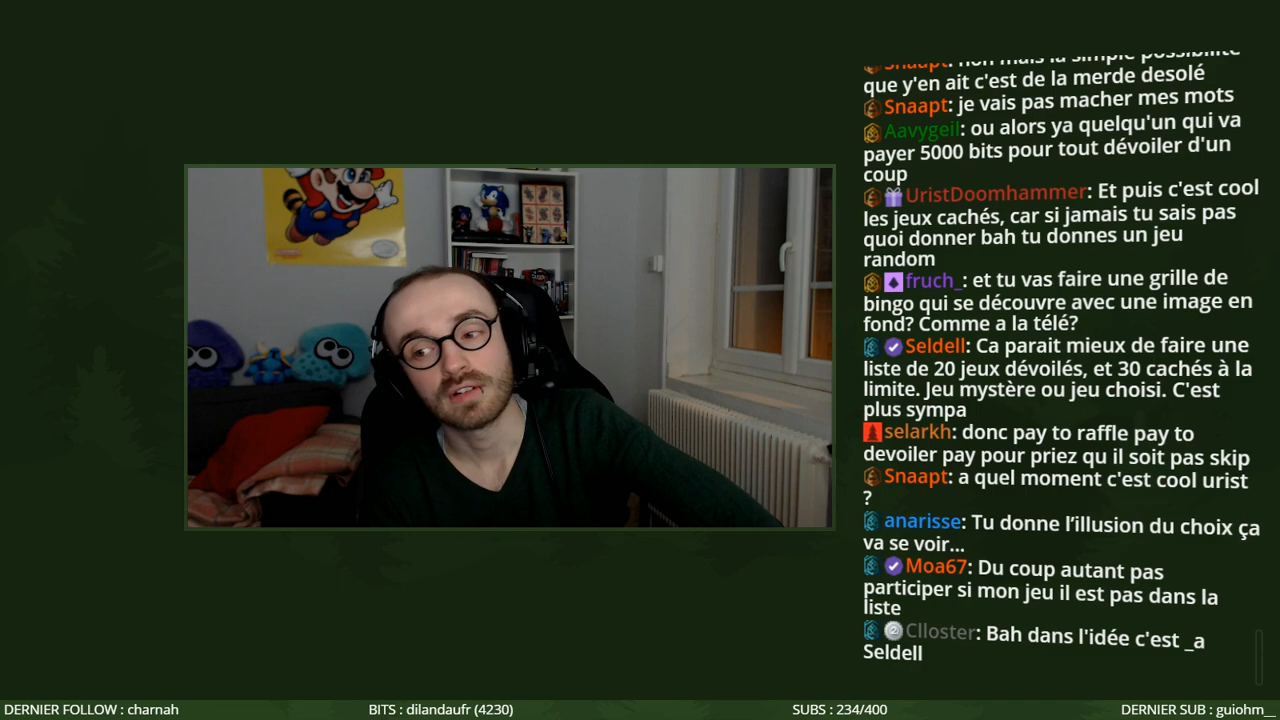 Snaapt: non mais la simple possibilité
que y'en ait c'est de la merde desolé
Snaapt: je vais pas macher mes mots
Aavygeil: ou alors ya quelqu'un qui va
payer 5000 bits pour tout dévoiler d'un
coup
UristDoomhammer: Et puis c'est cool
les jeux cachés, car si jamais tu sais pas
quoi donner bah tu donnes un jeu
random
fruch_: et tu vas faire une grille de
bingo qui se découvre avec une image en
fond? Comme a la télé?
Seldell: Ca parait mieux de faire une
liste de 20 jeux dévoilés, et 30 cachés à la
limite. Jeu mystère ou jeu choisi. C'est
plus sympa
selarkh: donc pay to raffle pay to
devoiler pay pour priez qu il soit pas skip
Snaapt: a quel moment c'est cool urist
?
anarisse: Tu donne l'illusion du choix ça
va se voir...
Moa67: Du coup autant pas
participer si mon jeu il est pas dans la
liste
Clloster: Bah dans l'idée c'est _a
Seldell
DERNIER FOLLOW : charnah
BITS : dilandaufr (4230)
SUBS : 234/400
DERNIER SUB : guiohm__